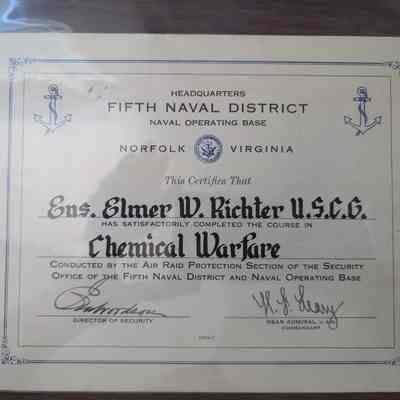 HEADQUARTERS
FIFTH NAVAL DISTRICT
NAVAL OPERATING BASE
NORFOLK VIRGINIA
This Certifies That
Ens. Elmer W. Richter U.S.C.G.
HAS SATISFACTORILY COMPLETED THE COURSE IN
Chemical Warfare
CONDUCTED BY THE AIR RAID PROTECTION SECTION OF THE SECURITY
OFFICE OF THE FIFTH NAVAL DISTRICT AND NAVAL OPERATING BASE
DIRECTOR OF SECURITY
REAR ADMIRAL
COMMANDANT